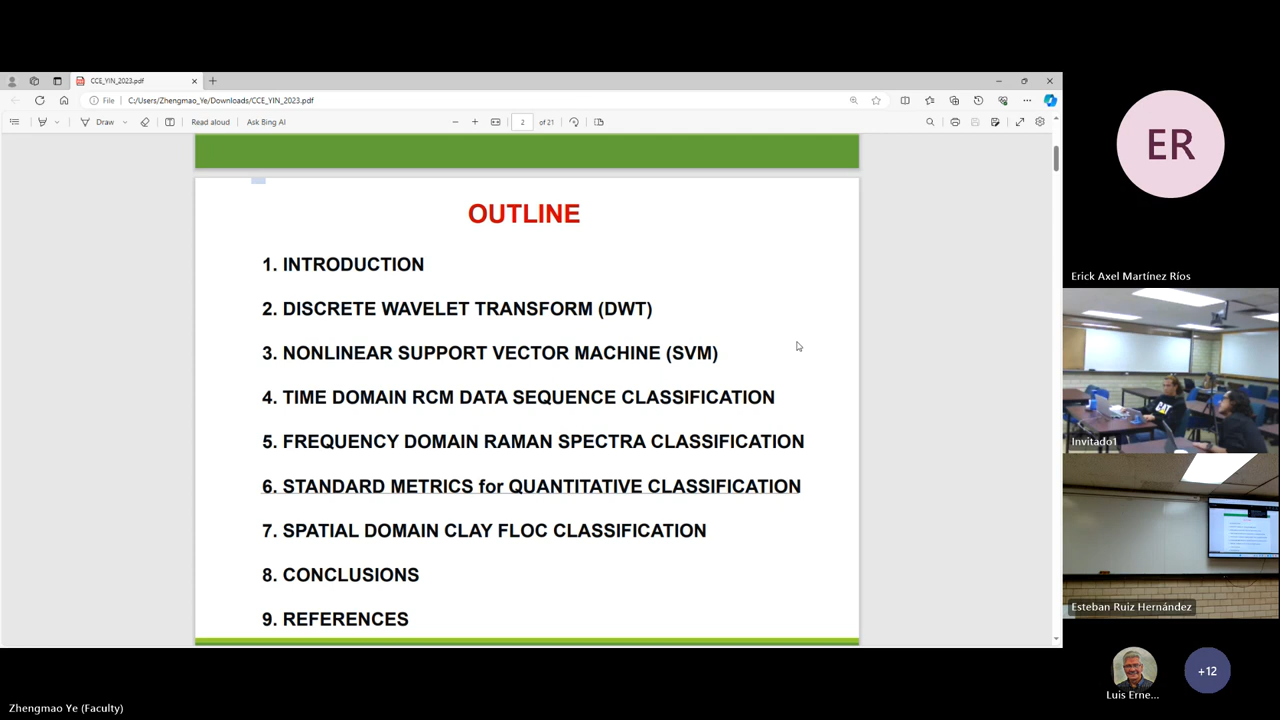 CCE_YIN_2023.pdf
File
C:/Users/Zhengmao_Ye/Downloads/CCE_YIN_2023.pdf
Draw
Read aloud
Ask Bing AI
2
of 21
OUTLINE
1. INTRODUCTION
2. DISCRETE WAVELET TRANSFORM (DWT)
3. NONLINEAR SUPPORT VECTOR MACHINE (SVM)
4. TIME DOMAIN RCM DATA SEQUENCE CLASSIFICATION
5. FREQUENCY DOMAIN RAMAN SPECTRA CLASSIFICATION
6. STANDARD METRICS for QUANTITATIVE CLASSIFICATION
7. SPATIAL DOMAIN CLAY FLOC CLASSIFICATION
8. CONCLUSIONS
9. REFERENCES
ER
Erick Axel Martínez Ríos
CAT
Invitado1
Esteban Ruiz Hernández
Luis Erne...
+12
Zhengmao Ye (Faculty)